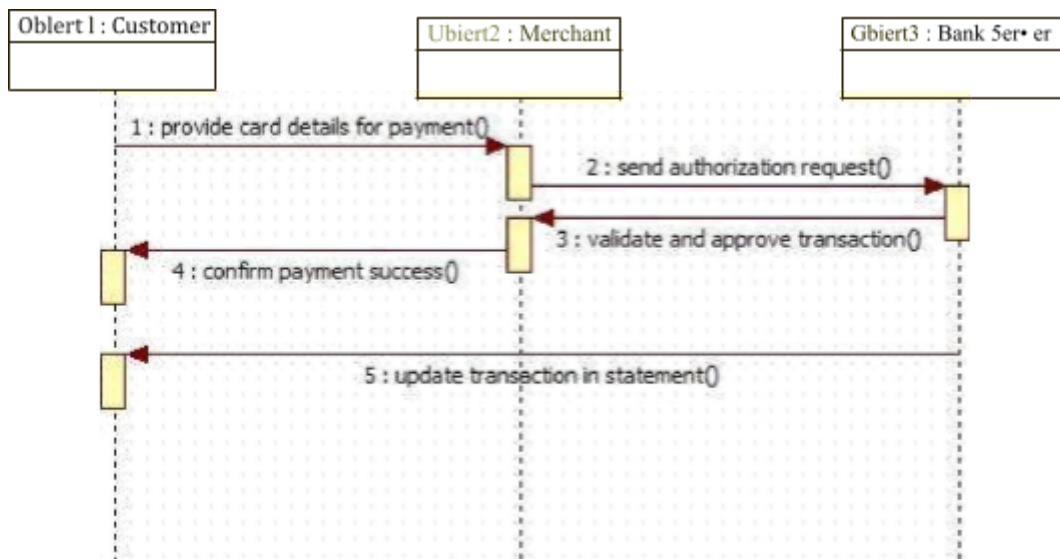 Oblert l : Customer
Ubiert2 : Merchant
Gbiert3 : Bank 5er• er
1 : provide card details for payment()
2 : send authorization request()
3 : validate and approve transaction()
4 : confirm payment success()
5 : update transaction in statement()